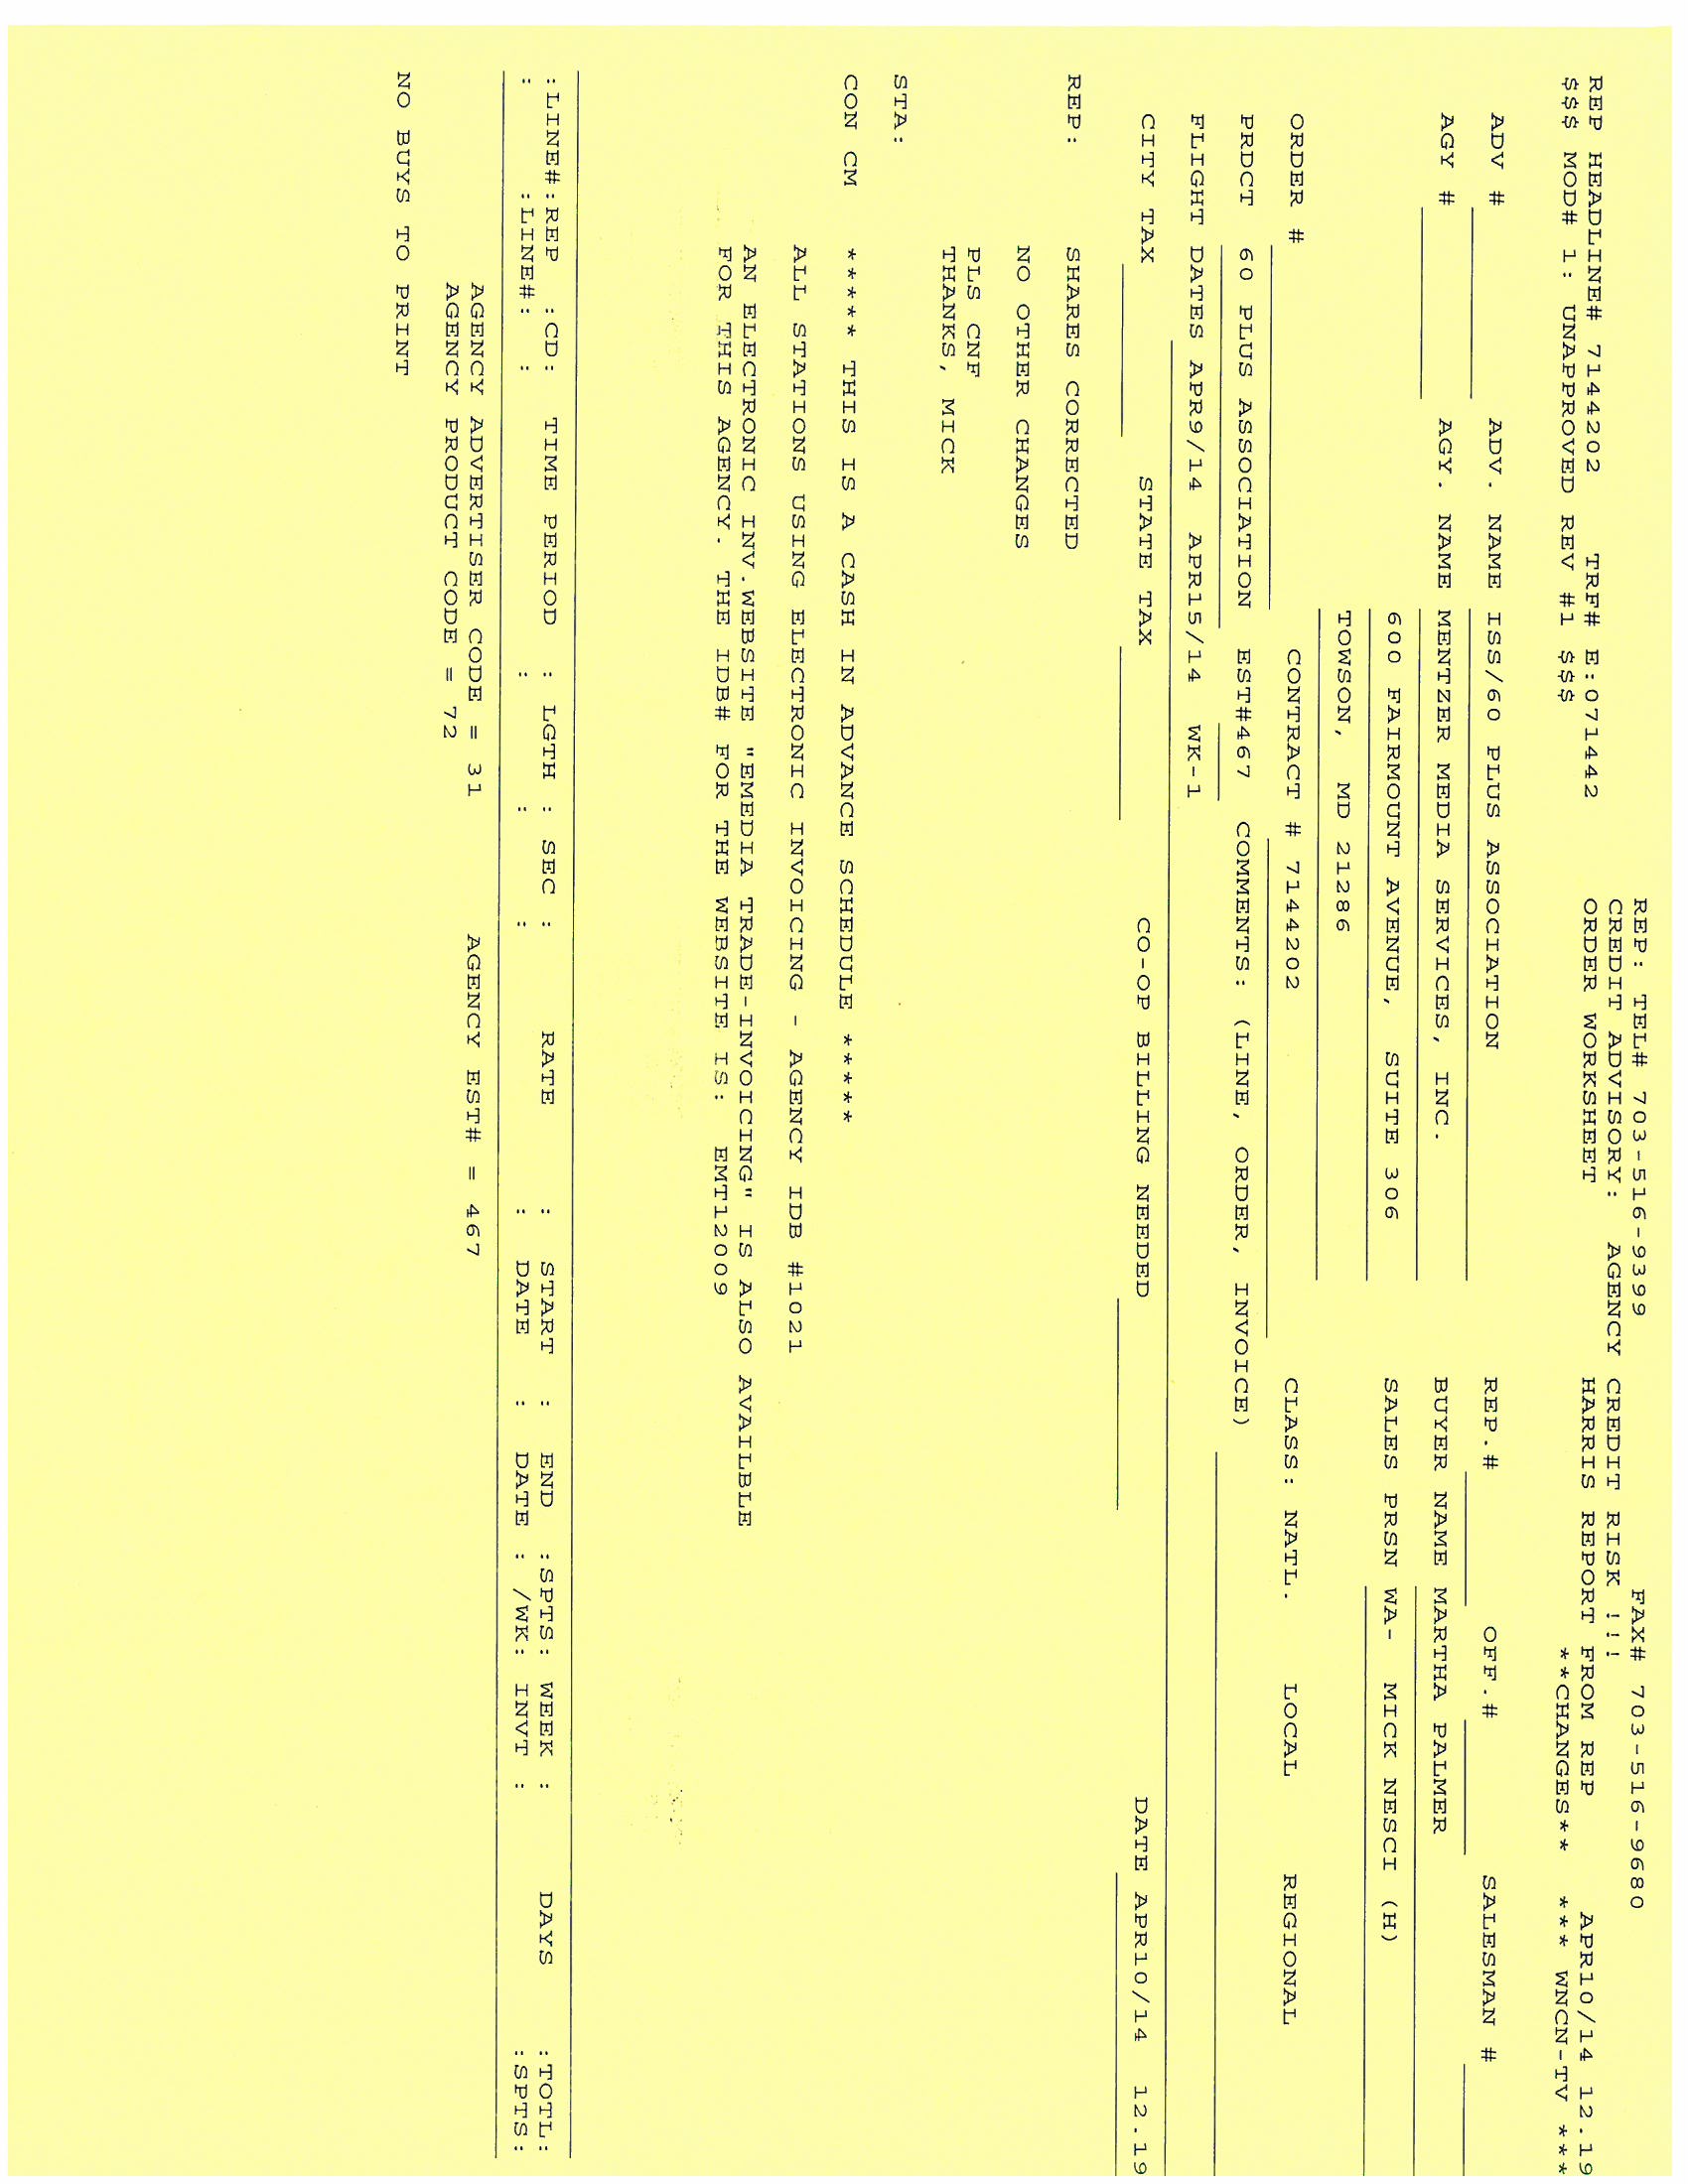 REP: TEL# 703-516-9399 FAX# 703-516-9680
CREDIT ADVISORY: AGENCY CREDIT RISK !!!
REP HEADLINE# 7144202 TRF# E:071442 ORDER WORKSHEET HARRIS REPORT FROM REP APR10/14 12.19
$$$ MOD# 1: UNAPPROVED REV #1 $$$ **CHANGES** *** WNCN-TV ***
ADV # ADV. NAME ISS/60 PLUS ASSOCIATION REP.# OFF.# SALESMAN #
AGY # AGY. NAME MENTZER MEDIA SERVICES, INC. BUYER NAME MARTHA PALMER
600 FAIRMOUNT AVENUE, SUITE 306 SALES PRSN WA- MICK NESCI (H)
TOWSON, MD 21286
ORDER # CONTRACT # 7144202 CLASS: NATL. LOCAL REGIONAL
PRDCT 60 PLUS ASSOCIATION EST#467 COMMENTS: (LINE, ORDER, INVOICE)
FLIGHT DATES APR9/14 APR15/14 WK-1
CITY TAX STATE TAX CO-OP BILLING NEEDED DATE APR10/14 12.19
REP: SHARES CORRECTED
NO OTHER CHANGES
PLS CNF
THANKS, MICK
STA:
CON CM ***** THIS IS A CASH IN ADVANCE SCHEDULE *****
ALL STATIONS USING ELECTRONIC INVOICING - AGENCY IDB #1021
AN ELECTRONIC INV.WEBSITE "EMEDIA TRADE-INVOICING" IS ALSO AVAILBLE
FOR THIS AGENCY. THE IDB# FOR THE WEBSITE IS: EMT12009
:LINE#:REP :CD: TIME PERIOD : LGTH : SEC : RATE : START : END :SPTS: WEEK : DAYS :TOTL:
: :LINE#: : : : : : DATE : DATE : /WK: INVT : :SPTS:
AGENCY ADVERTISER CODE = 31 AGENCY EST# = 467
AGENCY PRODUCT CODE = 72
NO BUYS TO PRINT